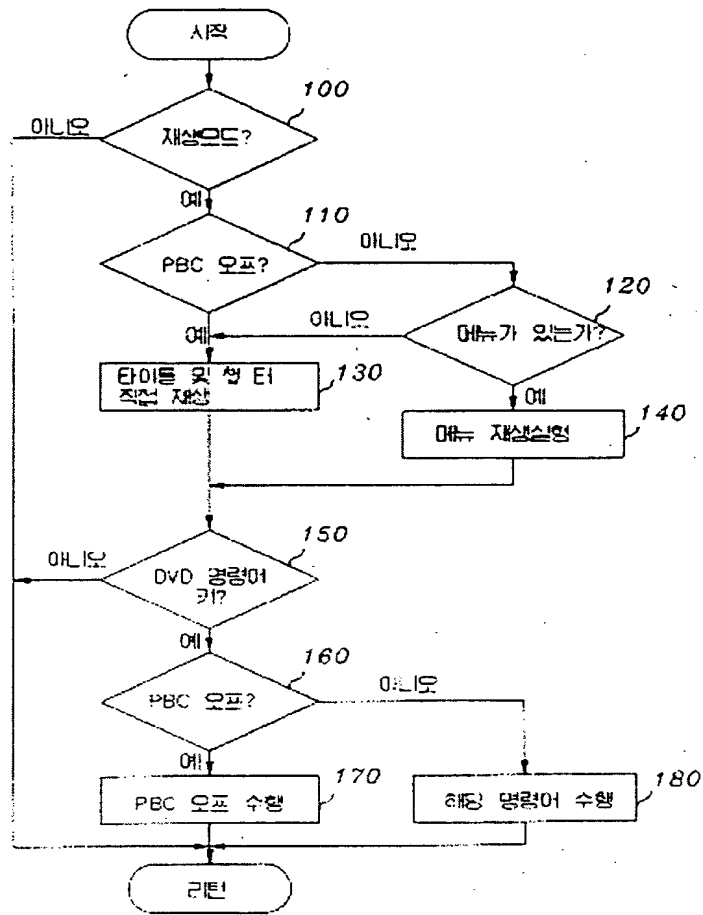 시작
100
아니오
재생모드?
예
110
PBC 오프?
아니오
120
메뉴가 있는가?
아니오
예
타이틀 및 챕 터
직접 재생
130
예
메뉴 재생실험
140
150
아니오
DVD 명령어
키?
예
160
PBC 오프?
아니오
예
PBC 오프 수행
170
해당 명령어 수행
180
리턴